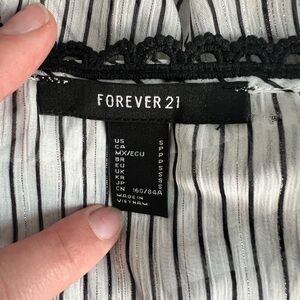 FOREVER 21
US S
CA P
MX/ECU P
BR P
EU S
UK S
KR S
JP S
CN 160/84A
MADE IN
VIETNAM